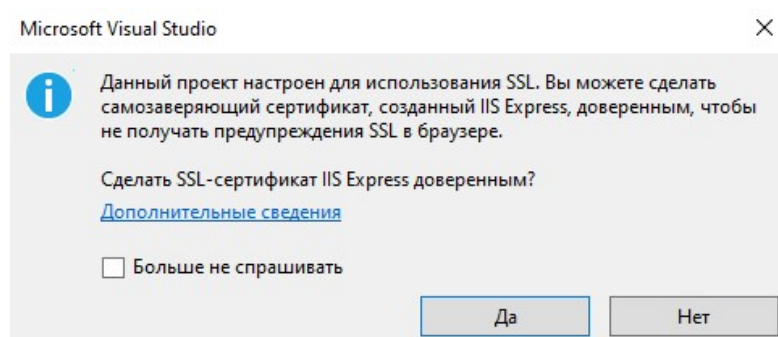 Microsoft Visual Studio
Данный проект настроен для использования SSL. Вы можете сделать
самозаверяющий сертификат, созданный IIS Express, доверенным, чтобы
не получать предупреждения SSL в браузере.
Сделать SSL-сертификат IIS Express доверенным?
Дополнительные сведения
Больше не спрашивать
Да
Нет